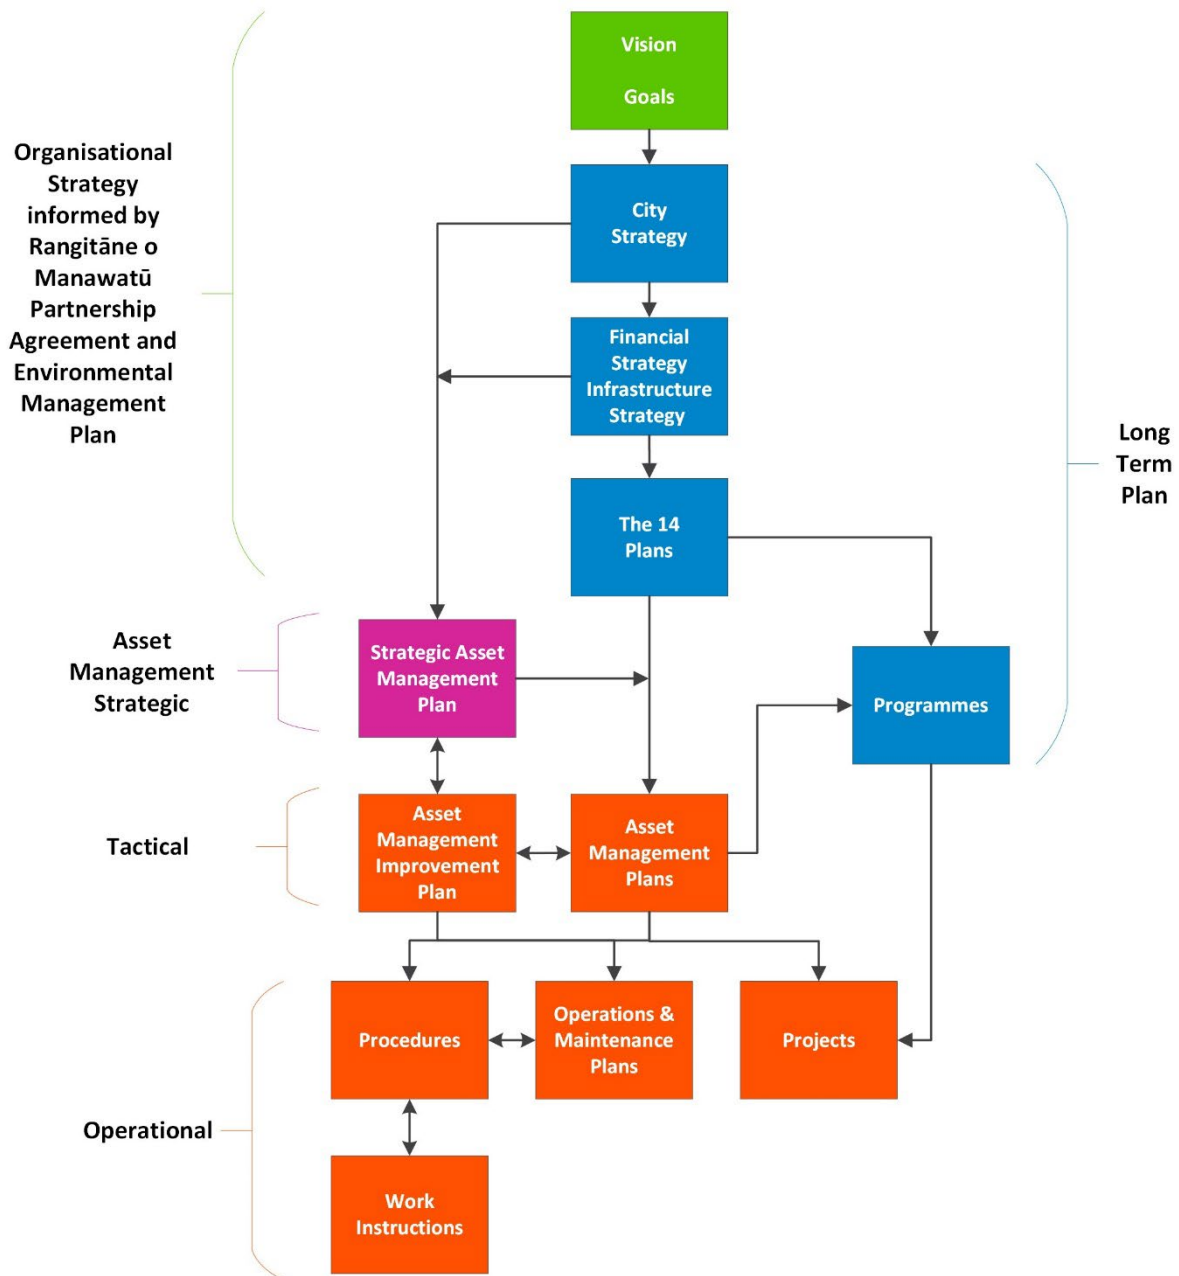 Vision
Goals
Organisational
Strategy
informed by
Rangitāne o
Manawatū
Partnership
Agreement and
Environmental
Management
Plan
City
Strategy
Financial
Strategy
Infrastructure
Strategy
Long
Term
Plan
The 14
Plans
Asset
Management
Strategic
Strategic Asset
Management
Plan
Programmes
Tactical
Asset
Management
Improvement
Plan
Asset
Management
Plans
Operational
Procedures
Operations &
Maintenance
Plans
Projects
Work
Instructions